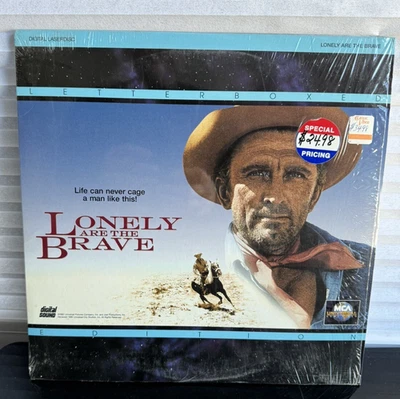 DIGITAL LASERDISC
LONELY ARE THE BRAVE
LETTERBOXED
SPECIAL
$24.98
PRICING
Life can never cage
a man like this!
LONELY
ARE THE
BRAVE
digital
SOUND
MCA
EDITION